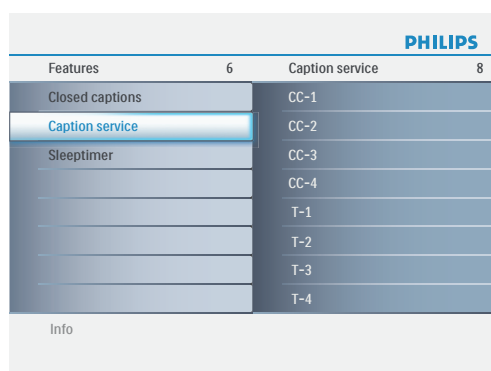 PHILIPS
Features 6 Caption service 8
Closed captions CC-1
Caption service CC-2
Sleeptimer CC-3
CC-4
T-1
T-2
T-3
T-4
Info